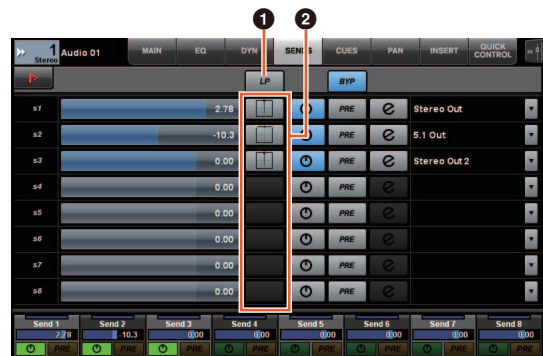 1 2
1 Stereo Audio 01 MAIN EQ DYN SENDS CUES PAN INSERT QUICK CONTROL
LP BYP
s1 2.78 PRE e Stereo Out
s2 -10.3 PRE e 5.1 Out
s3 0.00 PRE e Stereo Out 2
s4 0.00 PRE e
s5 0.00 PRE e
s6 0.00 PRE e
s7 0.00 PRE e
s8 0.00 PRE e
Send 1 Send 2 Send 3 Send 4 Send 5 Send 6 Send 7 Send 8
2.78 -10.3 0.00 0.00 0.00 0.00 0.00 0.00
PRE PRE PRE PRE PRE PRE PRE PRE